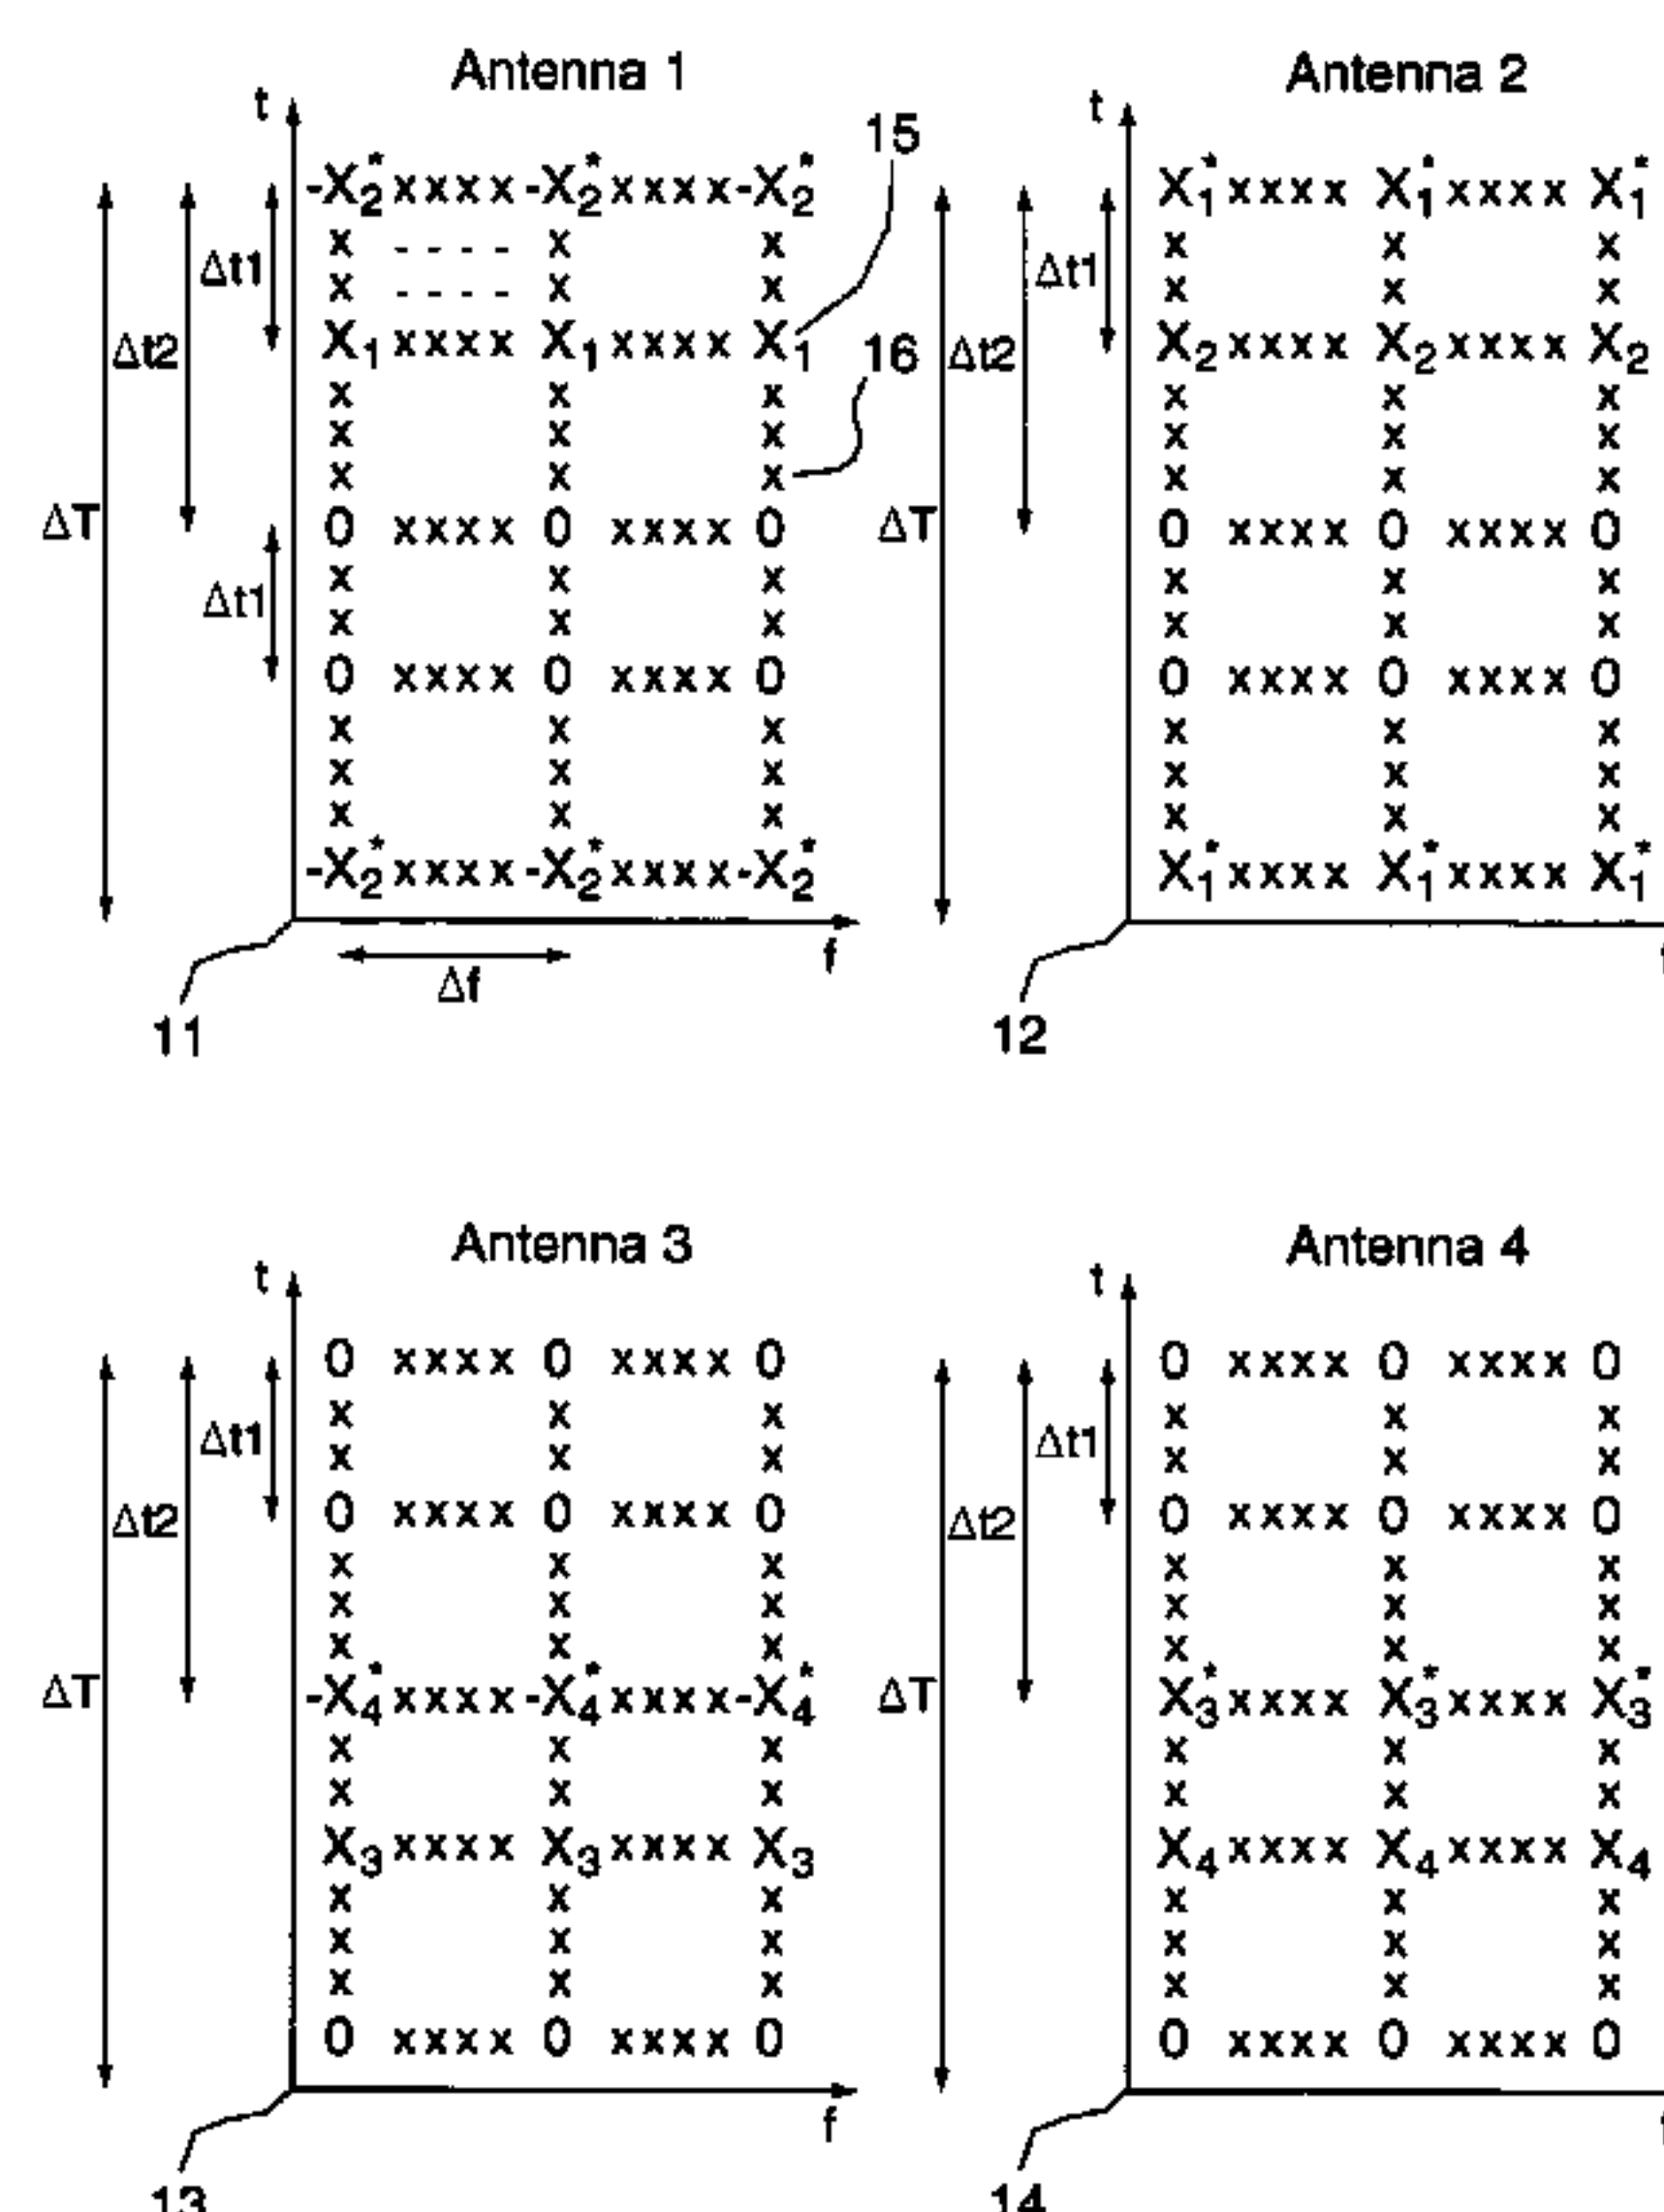 Antenna 1
t
15
-X₂* xxxx -X₂* xxxx -X₂*
x - - - - x x
Δt1
x - - - - x x
X₁ xxxx X₁ xxxx X₁
Δt2
16
x x x
x x x
x x x
ΔT
0 xxxx 0 xxxx 0
x x x
Δt1
x x x
0 xxxx 0 xxxx 0
x x x
x x x
x x x
-X₂* xxxx -X₂* xxxx -X₂*
f
Δf
11
Antenna 2
t
X₁* xxxx X₁* xxxx X₁*
x x x
Δt1
x x x
X₂ xxxx X₂ xxxx X₂
Δt2
x x x
x x x
x x x
ΔT
0 xxxx 0 xxxx 0
x x x
x x x
0 xxxx 0 xxxx 0
x x x
x x x
x x x
X₁* xxxx X₁* xxxx X₁*
12
Antenna 3
t
0 xxxx 0 xxxx 0
x x x
Δt1
x x x
0 xxxx 0 xxxx 0
Δt2
x x x
x x x
x x x
ΔT
-X₄* xxxx -X₄* xxxx -X₄*
x x x
x x x
X₃ xxxx X₃ xxxx X₃
x x x
x x x
x x x
0 xxxx 0 xxxx 0
f
13
Antenna 4
t
0 xxxx 0 xxxx 0
x x x
Δt1
x x x
0 xxxx 0 xxxx 0
Δt2
x x x
x x x
x x x
ΔT
X₃* xxxx X₃* xxxx X₃*
x x x
x x x
X₄ xxxx X₄ xxxx X₄
x x x
x x x
x x x
0 xxxx 0 xxxx 0
14